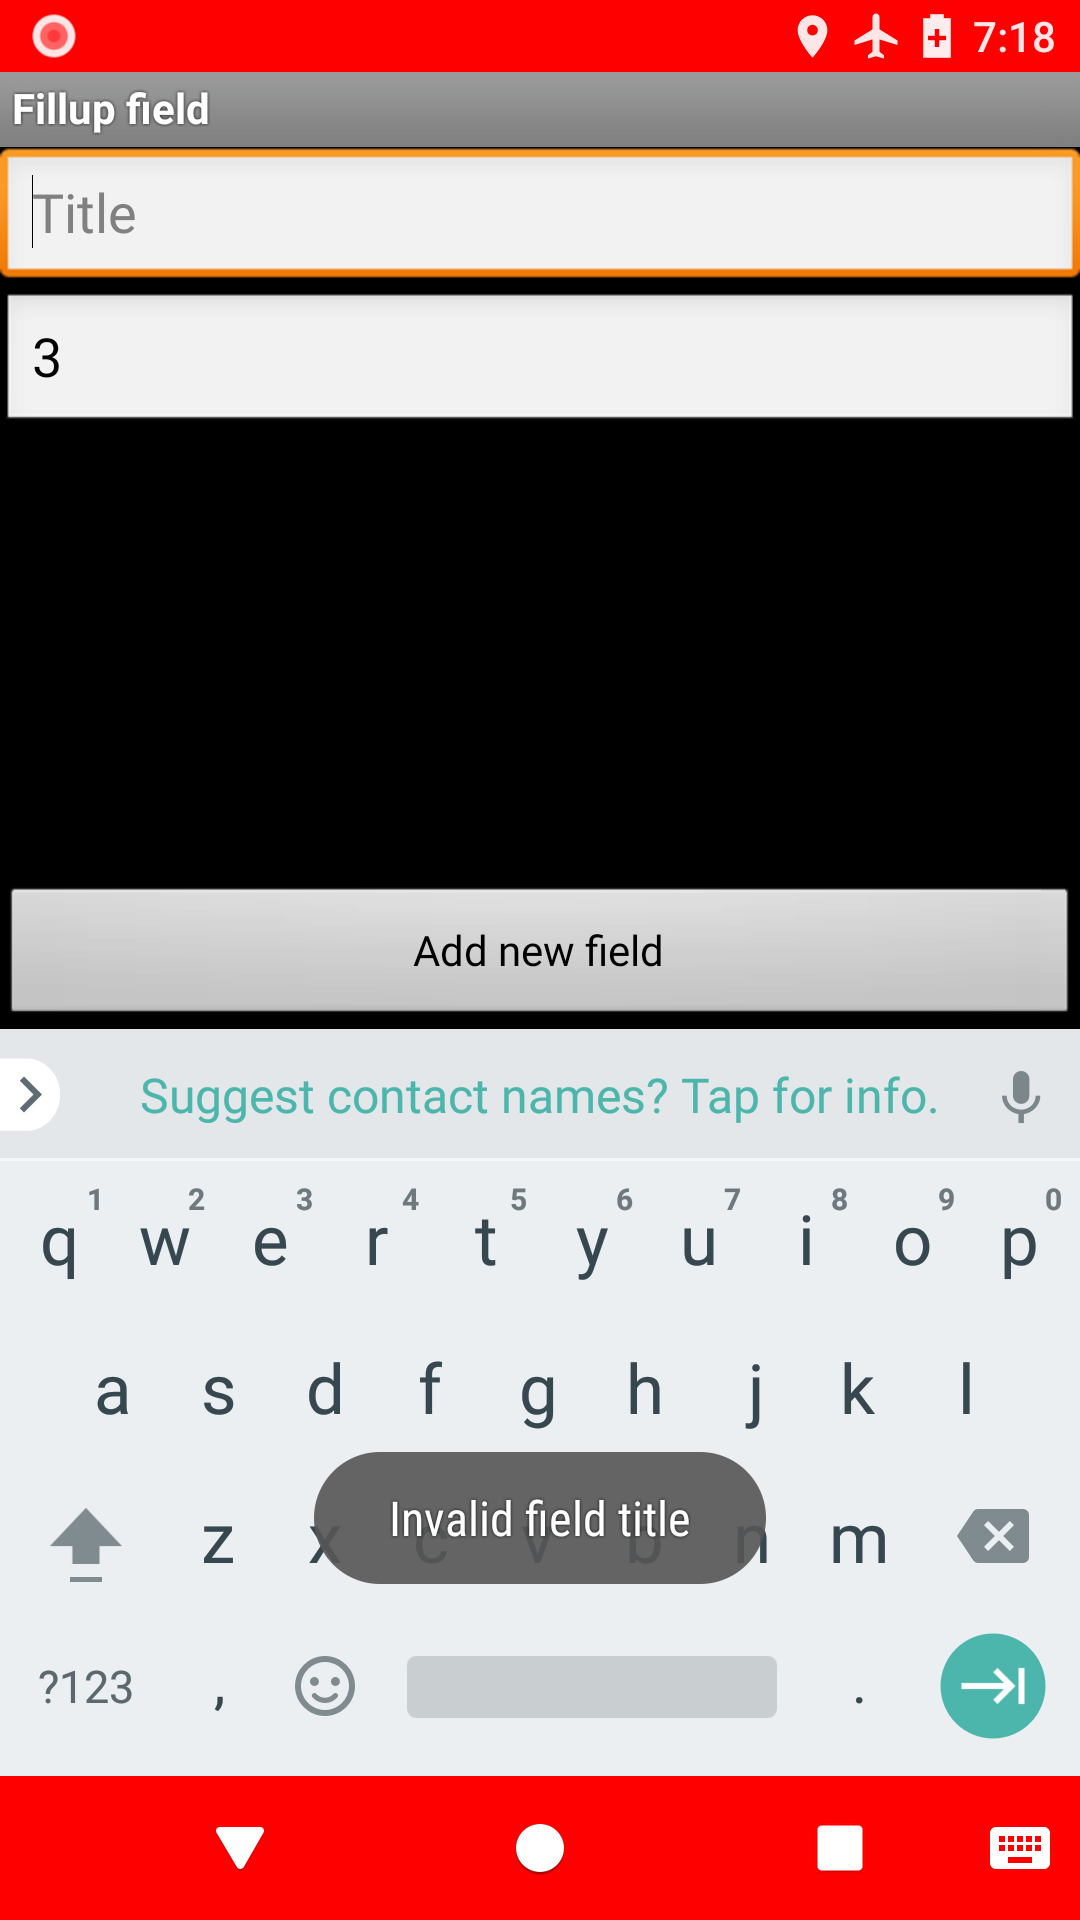 7:18
Fillup field
Title
3
Add new field
Suggest contact names? Tap for info.
1 2 3 4 5 6 7 8 9 0
q w e r t y u i o p
a s d f g h j k l
z x c v b n m
Invalid field title
?123 , .